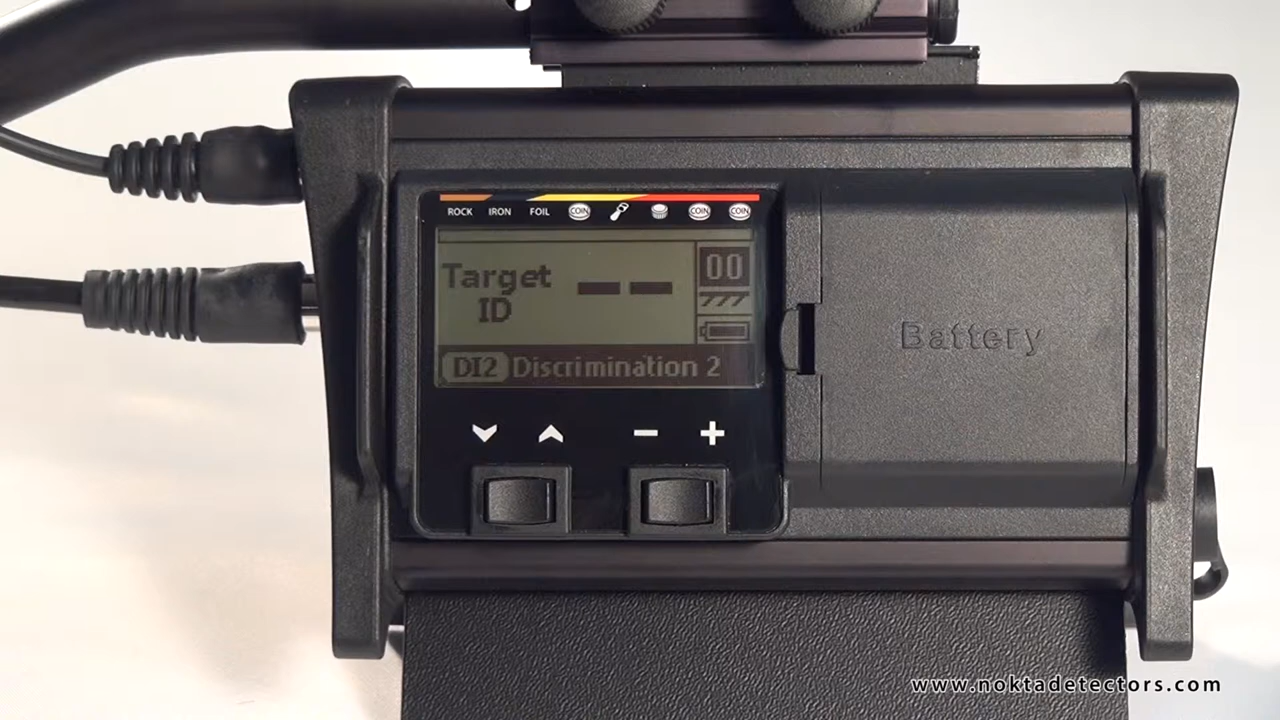 ROCK IRON FOIL COIN COIN COIN
Target
ID
-- 00
DI2 Discrimination 2
Battery
www.noktadetectors.com